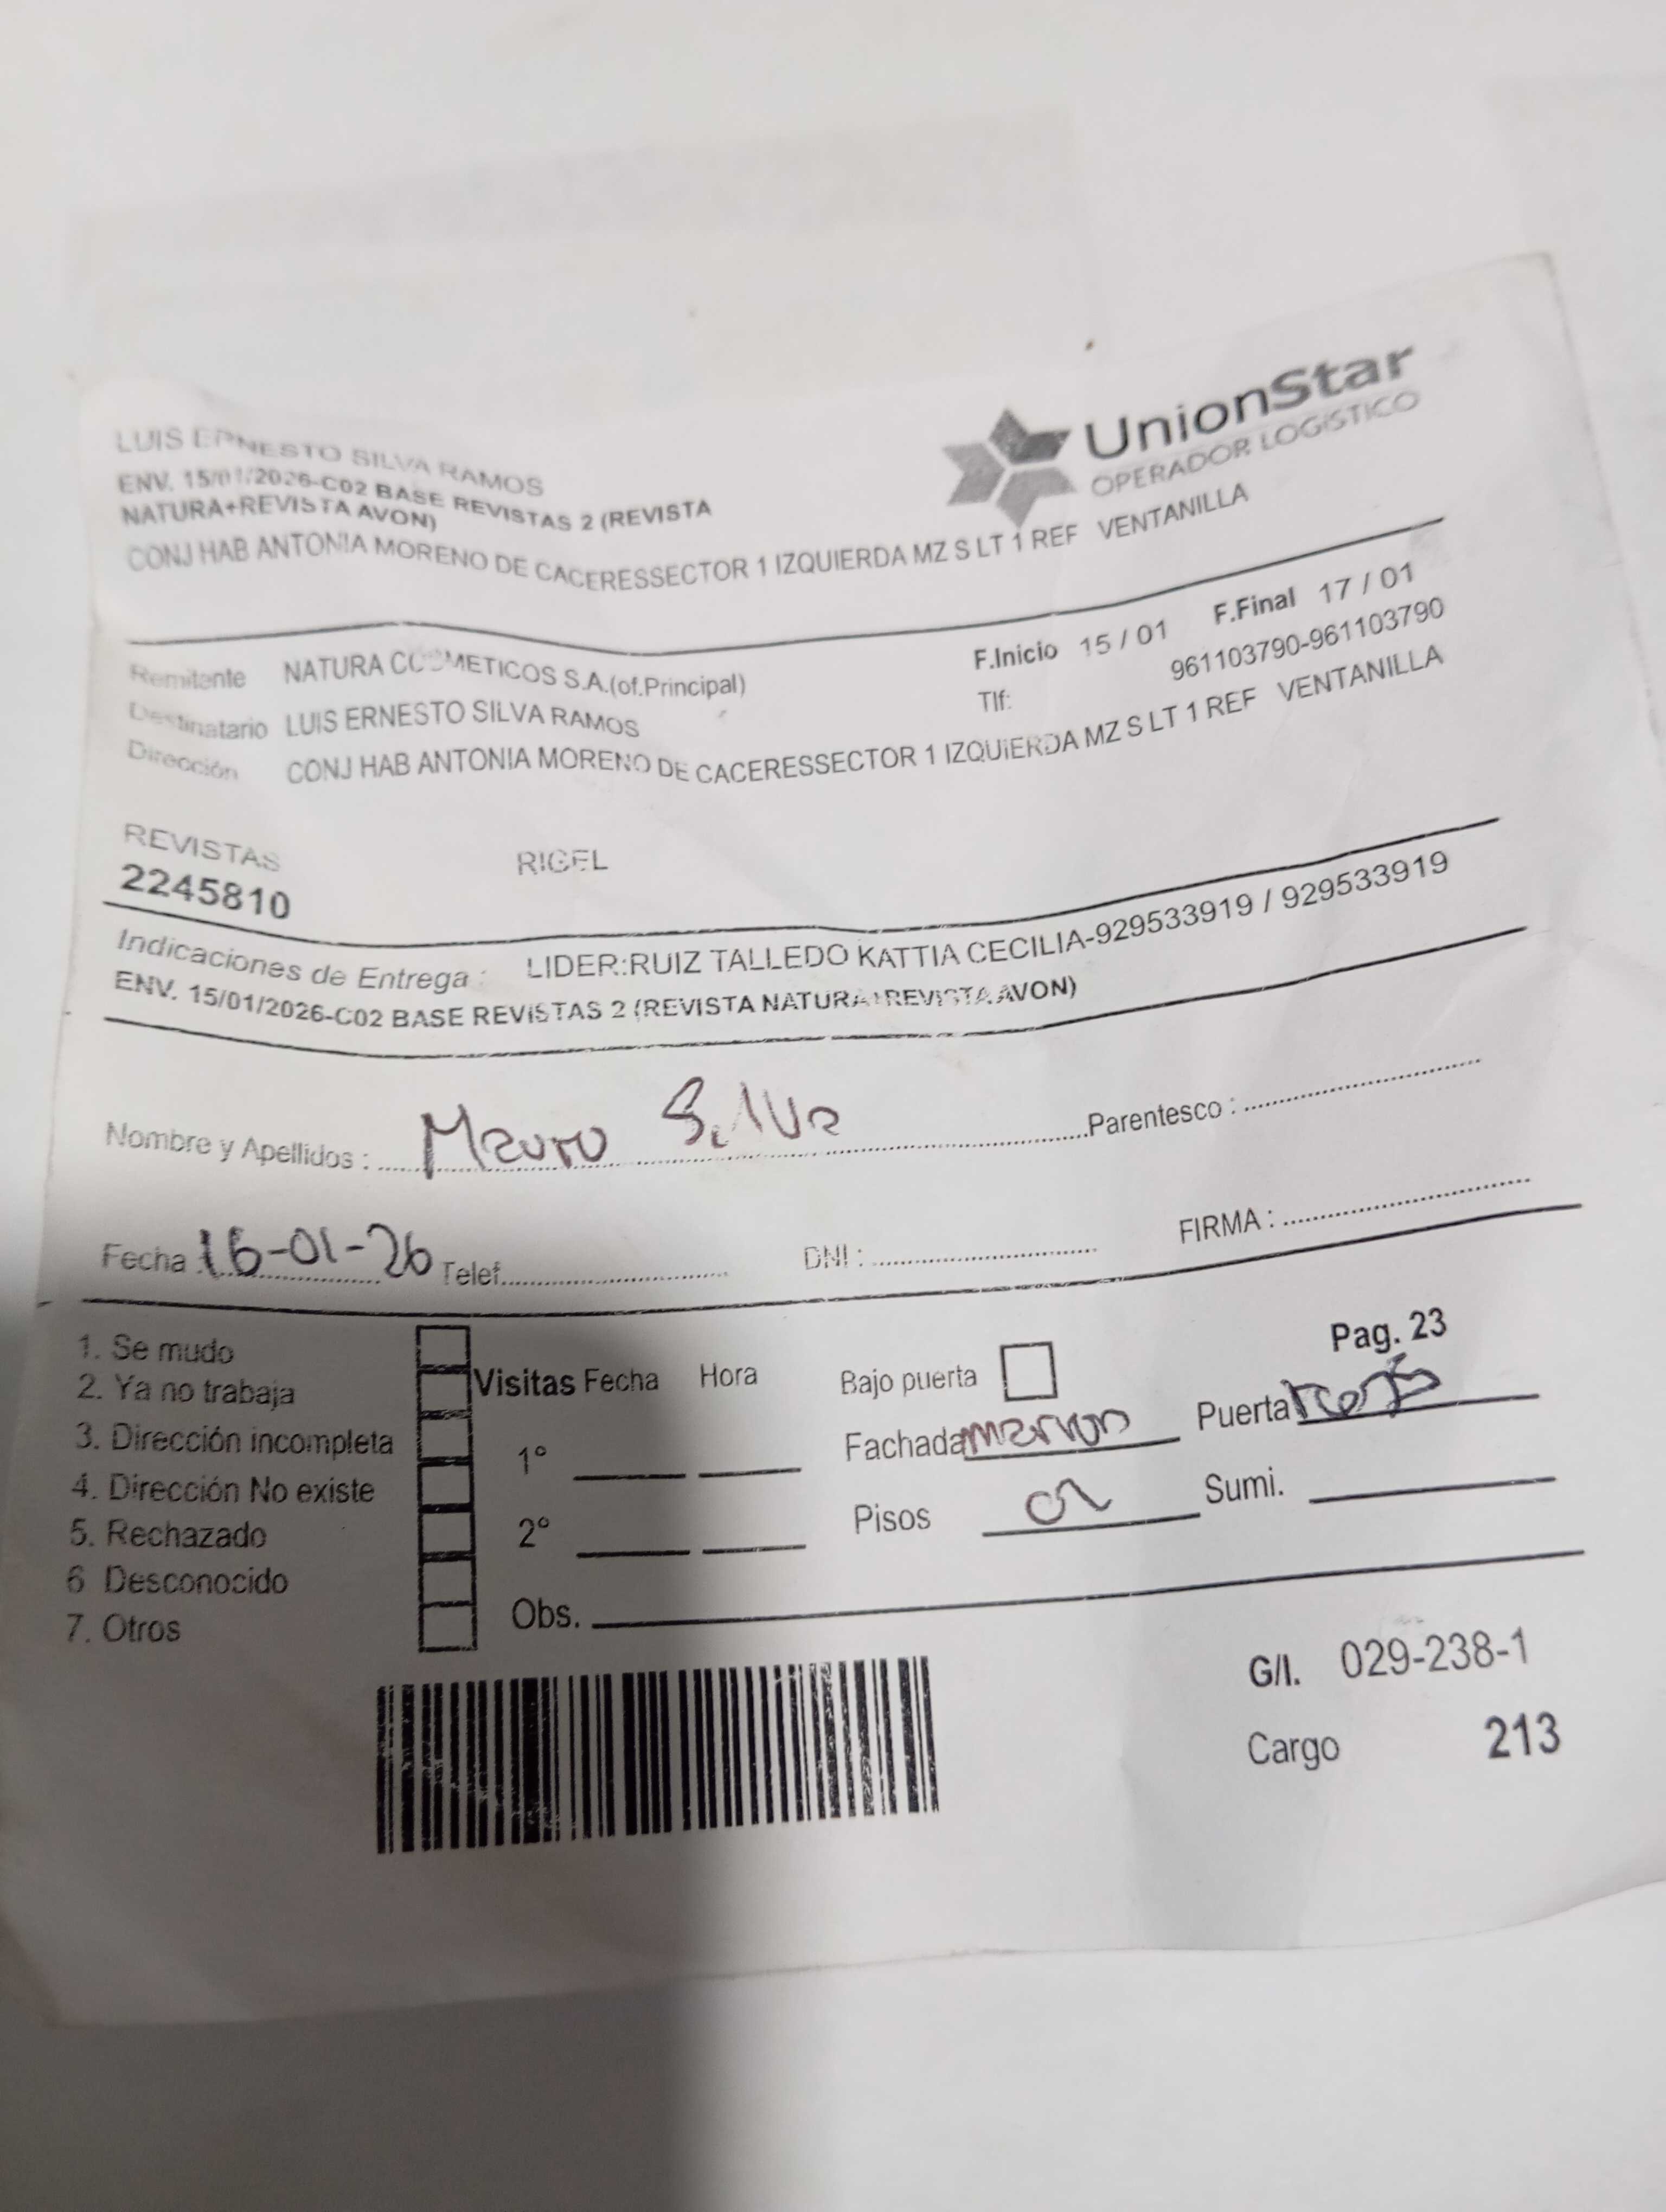 UnionStar
OPERADOR LOGISTICO
LUIS ERNESTO SILVA RAMOS
ENV. 15/01/2026-C02 BASE REVISTAS 2 (REVISTA
NATURA+REVISTA AVON)
CONJ HAB ANTONIA MORENO DE CACERESSECTOR 1 IZQUIERDA MZ S LT 1 REF VENTANILLA
F.Inicio 15 / 01 F.Final 17 / 01
Remitente NATURA COSMETICOS S.A.(of.Principal) Tlf: 961103790-961103790
Destinatario LUIS ERNESTO SILVA RAMOS
Dirección CONJ HAB ANTONIA MORENO DE CACERESSECTOR 1 IZQUIERDA MZ S LT 1 REF VENTANILLA
REVISTAS RIGEL
2245810
Indicaciones de Entrega : LIDER:RUIZ TALLEDO KATTIA CECILIA-929533919 / 929533919
ENV. 15/01/2026-C02 BASE REVISTAS 2 (REVISTA NATURA+REVISTA AVON)
Nombre y Apellidos : Mauro Silva Parentesco :
Fecha 16-01-26 Telef. DNI : FIRMA :
Pag. 23
1. Se mudo
2. Ya no trabaja Visitas Fecha Hora Bajo puerta
3. Dirección incompleta 1° Fachada marron Puerta
4. Dirección No existe
5. Rechazado 2° Pisos 2 Sumi.
6 Desconocido
7. Otros Obs.
G/I. 029-238-1
Cargo 213